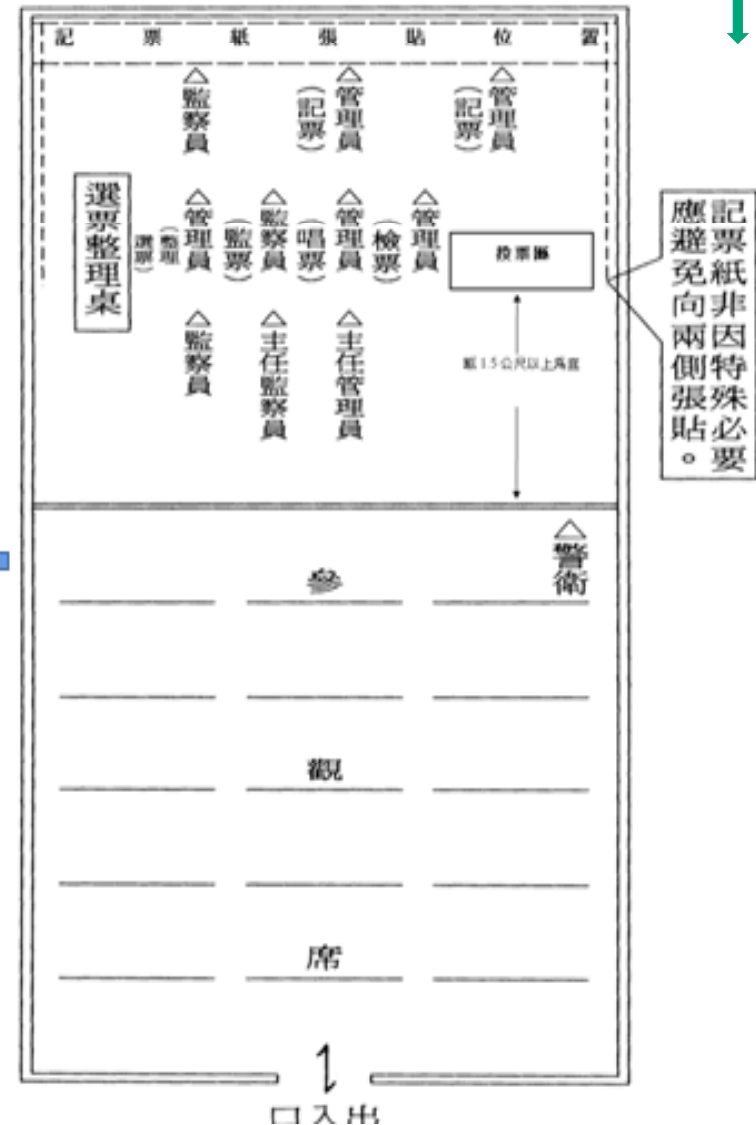 記票紙張貼位置
△管理員
(記票)
△管理員
(記票)
△監察員
△管理員
(檢票)
△管理員
(唱票)
△監察員
(監票)
△管理員
(整理
選票)
選票整理桌
投票匭
距1.5公尺以上為宜
△主任管理員
△主任監察員
△監察員
記票紙非因特殊必要
應避免向兩側張貼。
△警衛
參
觀
席
口入出